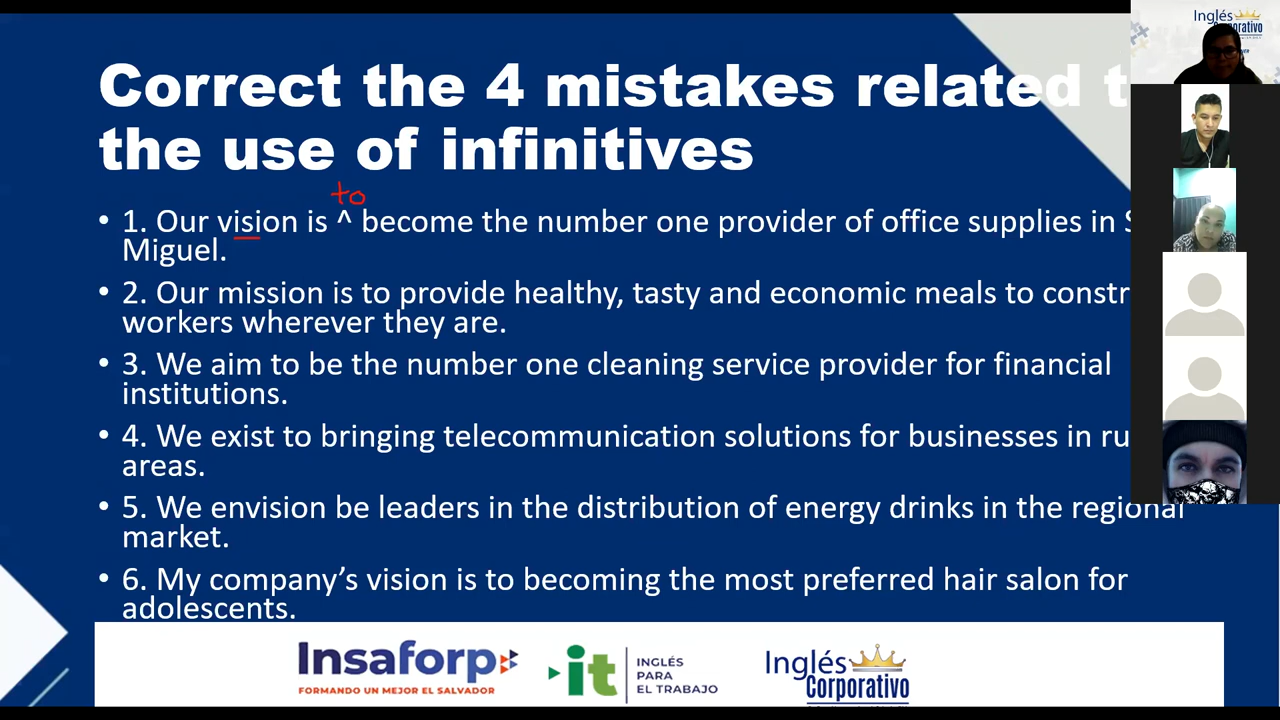 Inglés
Corporativo
Correct the 4 mistakes related t
the use of infinitives
to
• 1. Our vision is ^ become the number one provider of office supplies in S
Miguel.
• 2. Our mission is to provide healthy, tasty and economic meals to constr
workers wherever they are.
• 3. We aim to be the number one cleaning service provider for financial
institutions.
• 4. We exist to bringing telecommunication solutions for businesses in ru
areas.
• 5. We envision be leaders in the distribution of energy drinks in the regional
market.
• 6. My company’s vision is to becoming the most preferred hair salon for
adolescents.
Insaforp
FORMANDO UN MEJOR EL SALVADOR
it
INGLÉS
PARA
EL TRABAJO
Inglés
Corporativo